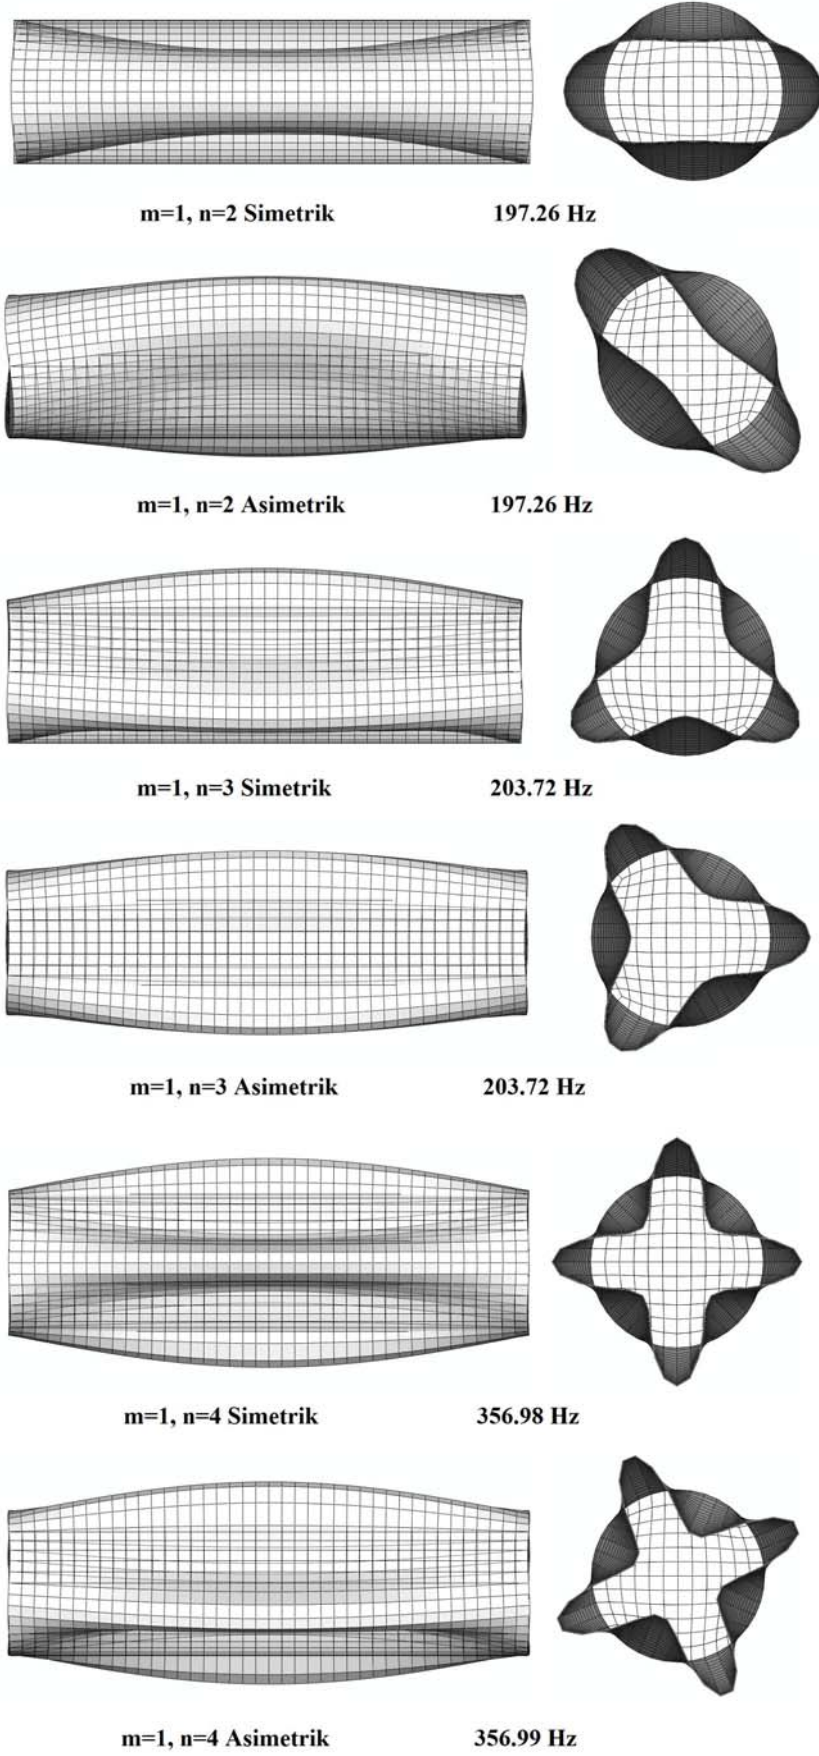 m=1, n=2 Simetrik 197.26 Hz
m=1, n=2 Asimetrik 197.26 Hz
m=1, n=3 Simetrik 203.72 Hz
m=1, n=3 Asimetrik 203.72 Hz
m=1, n=4 Simetrik 356.98 Hz
m=1, n=4 Asimetrik 356.99 Hz